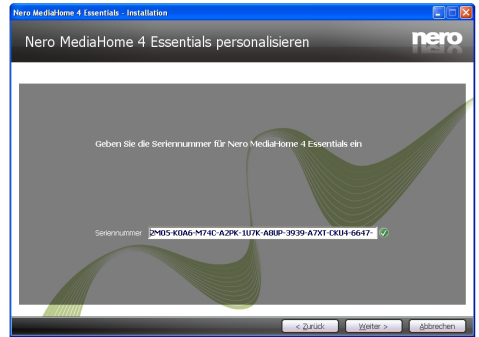 Nero MediaHome 4 Essentials - Installation
Nero MediaHome 4 Essentials personalisieren
nero
Geben Sie die Seriennummer für Nero MediaHome 4 Essentials ein
Seriennummer 2M05-K0A6-M74C-A2PK-1U7K-A8UP-3939-A7XT-CKU4-6647-
< Zurück Weiter > Abbrechen